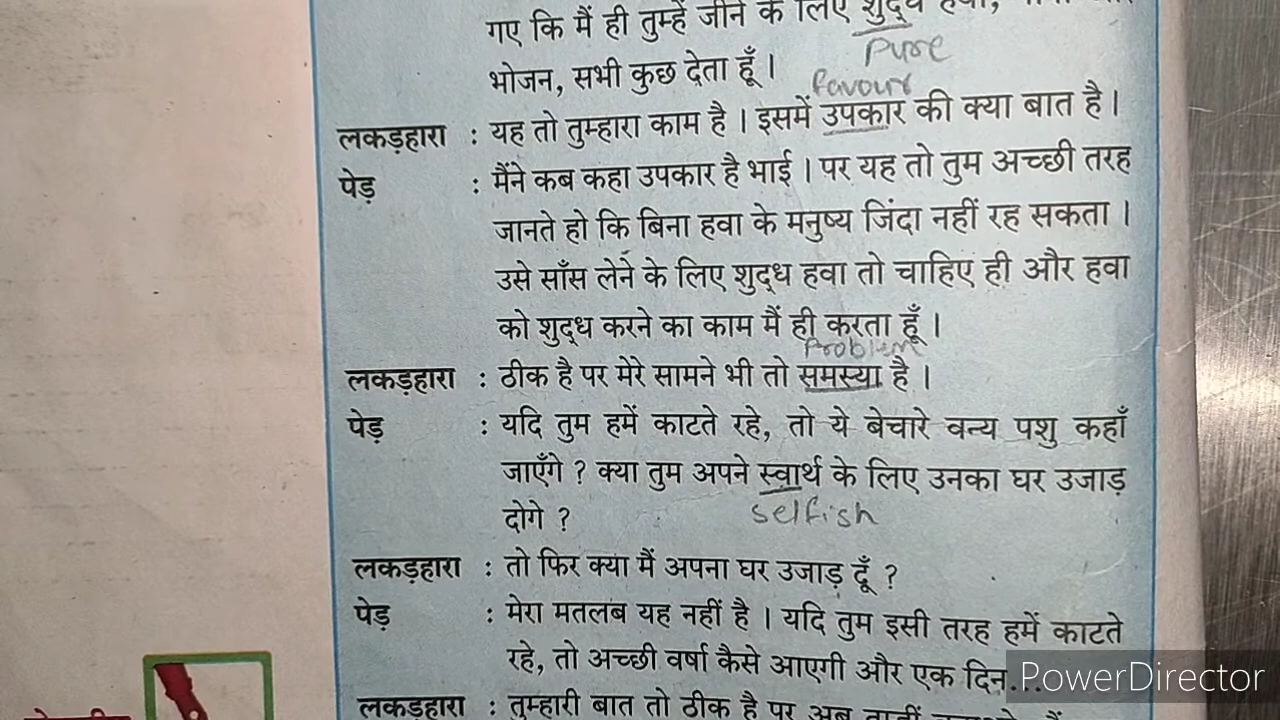 गए कि मैं ही तुम्हें जीने के लिए शुद्ध
pure
भोजन, सभी कुछ देता हूँ ।
favour
लकड़हारा : यह तो तुम्हारा काम है । इसमें उपकार की क्या बात है ।
पेड़ : मैंने कब कहा उपकार है भाई । पर यह तो तुम अच्छी तरह
जानते हो कि बिना हवा के मनुष्य जिंदा नहीं रह सकता ।
उसे साँस लेने के लिए शुद्ध हवा तो चाहिए ही और हवा
को शुद्ध करने का काम मैं ही करता हूँ ।
Problem
लकड़हारा : ठीक है पर मेरे सामने भी तो समस्या है ।
पेड़ : यदि तुम हमें काटते रहे, तो ये बेचारे वन्य पशु कहाँ
जाएँगे ? क्या तुम अपने स्वार्थ के लिए उनका घर उजाड़
selfish
दोगे ?
लकड़हारा : तो फिर क्या मैं अपना घर उजाड़ दूँ ?
पेड़ : मेरा मतलब यह नहीं है । यदि तुम इसी तरह हमें काटते
रहे, तो अच्छी वर्षा कैसे आएगी और एक दिन...
PowerDirector
लकड़हारा : तुम्हारी बात तो ठीक है पर अब